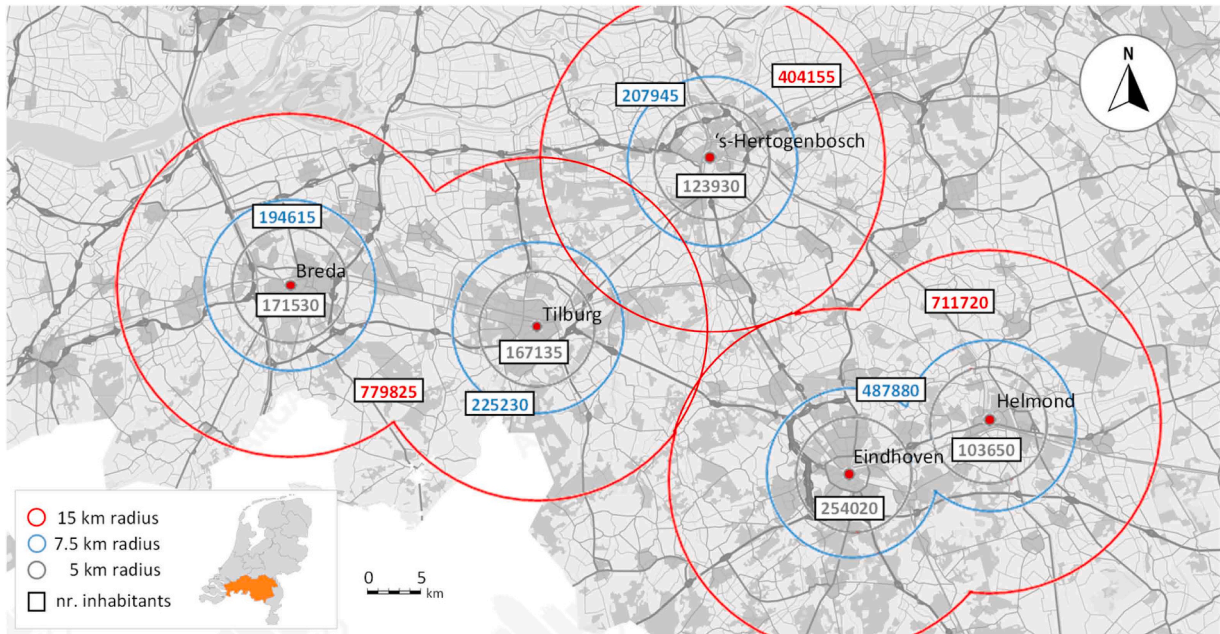 N
404155
207945
's-Hertogenbosch
123930
194615
Breda
171530
Tilburg
167135
711720
779825
225230
487880
Helmond
103650
Eindhoven
254020
15 km radius
7.5 km radius
5 km radius
nr. inhabitants
0 5
km